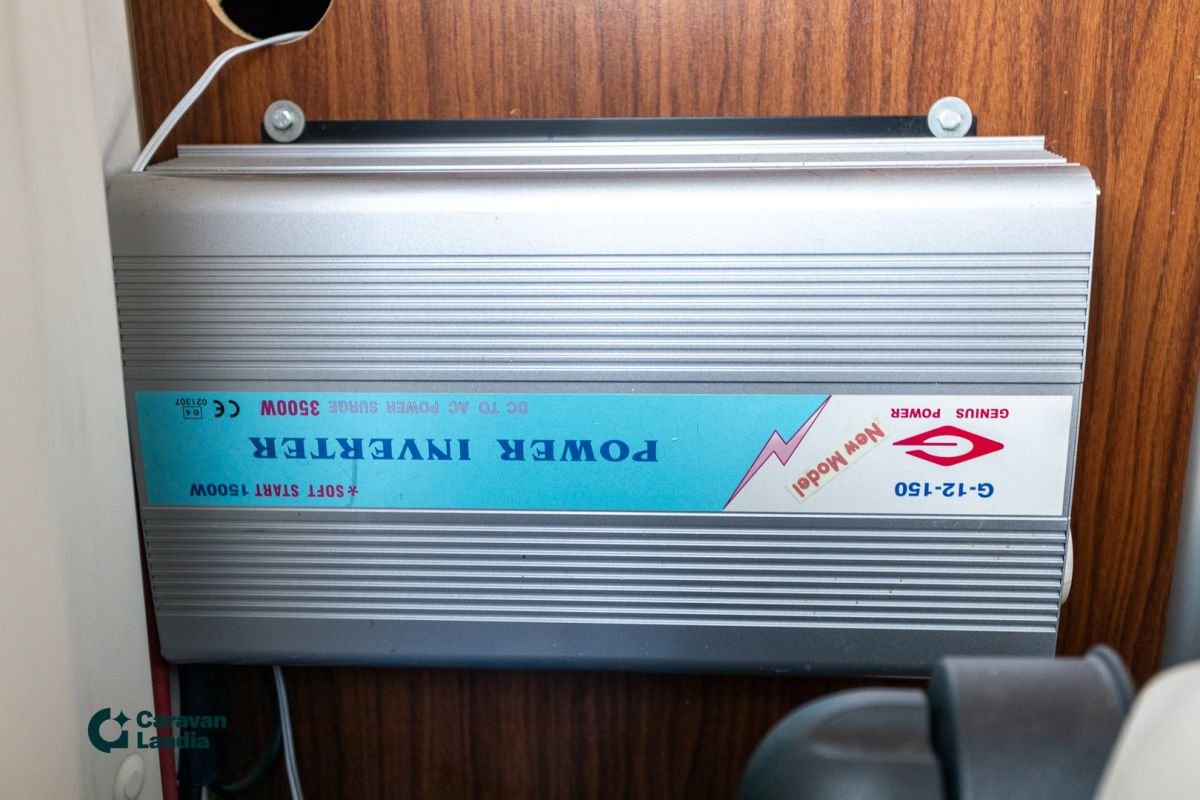 G-12-150
GENIUS POWER
New Model
*SOFT START 1500W
POWER INVERTER
DC TO AC POWER SURGE 3500W
CE
e4
021307
Caravan
Landia